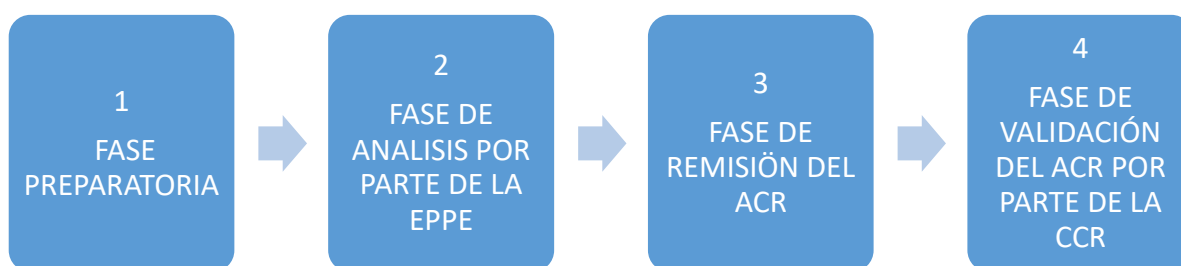 1
FASE
PREPARATORIA
2
FASE DE
ANALISIS POR
PARTE DE LA
EPPE
3
FASE DE
REMISIÖN DEL
ACR
4
FASE DE
VALIDACIÓN
DEL ACR POR
PARTE DE LA
CCR